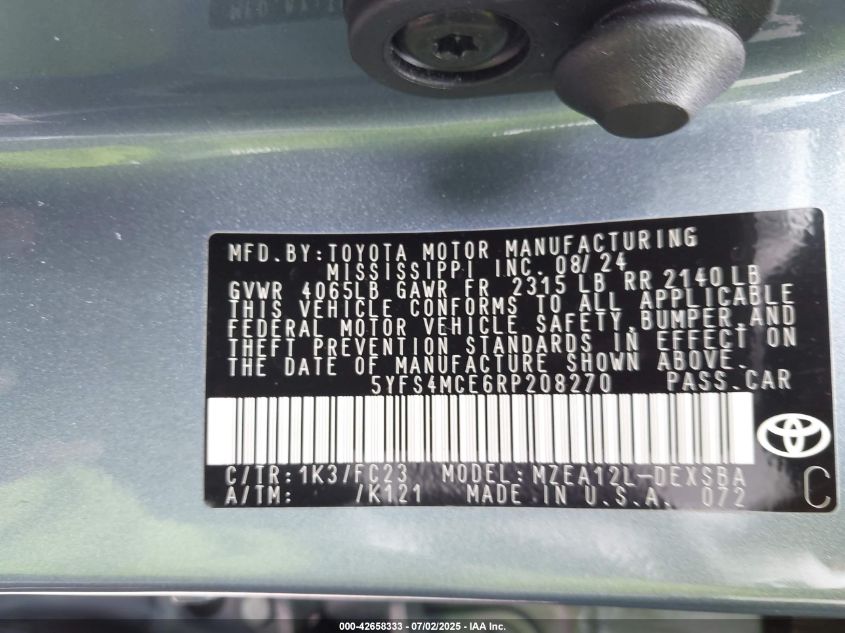 MFD.BY:TOYOTA MOTOR MANUFACTURING
MISSISSIPPI INC. 08/24
GVWR 4065LB GAWR FR 2315 LB RR 2140LB
THIS VEHICLE CONFORMS TO ALL APPLICABLE
FEDERAL MOTOR VEHICLE SAFETY,BUMPER,AND
THEFT PREVENTION STANDARDS IN EFFECT ON
THE DATE OF MANUFACTURE SHOWN ABOVE.
5YFS4MCE6RP208270 PASS.CAR
C/TR:1K3/FC23 MODEL:MZEA12L-DEXSBA
A/TM: /K121 MADE IN U.S.A. 072 C
000-42658333 - 07/02/2025 - IAA Inc.